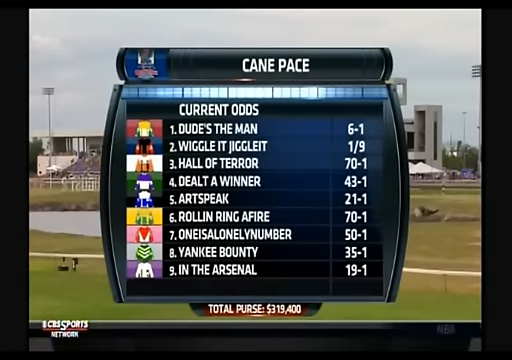 CANE PACE
CURRENT ODDS
1. DUDE'S THE MAN 6-1
2. WIGGLE IT JIGGLEIT 1/9
3. HALL OF TERROR 70-1
4. DEALT A WINNER 43-1
5. ARTSPEAK 21-1
6. ROLLIN RING AFIRE 70-1
7. ONEISALONELYNUMBER 50-1
8. YANKEE BOUNTY 35-1
9. IN THE ARSENAL 19-1
TOTAL PURSE: $319,400
CBS SPORTS
NETWORK
NBA